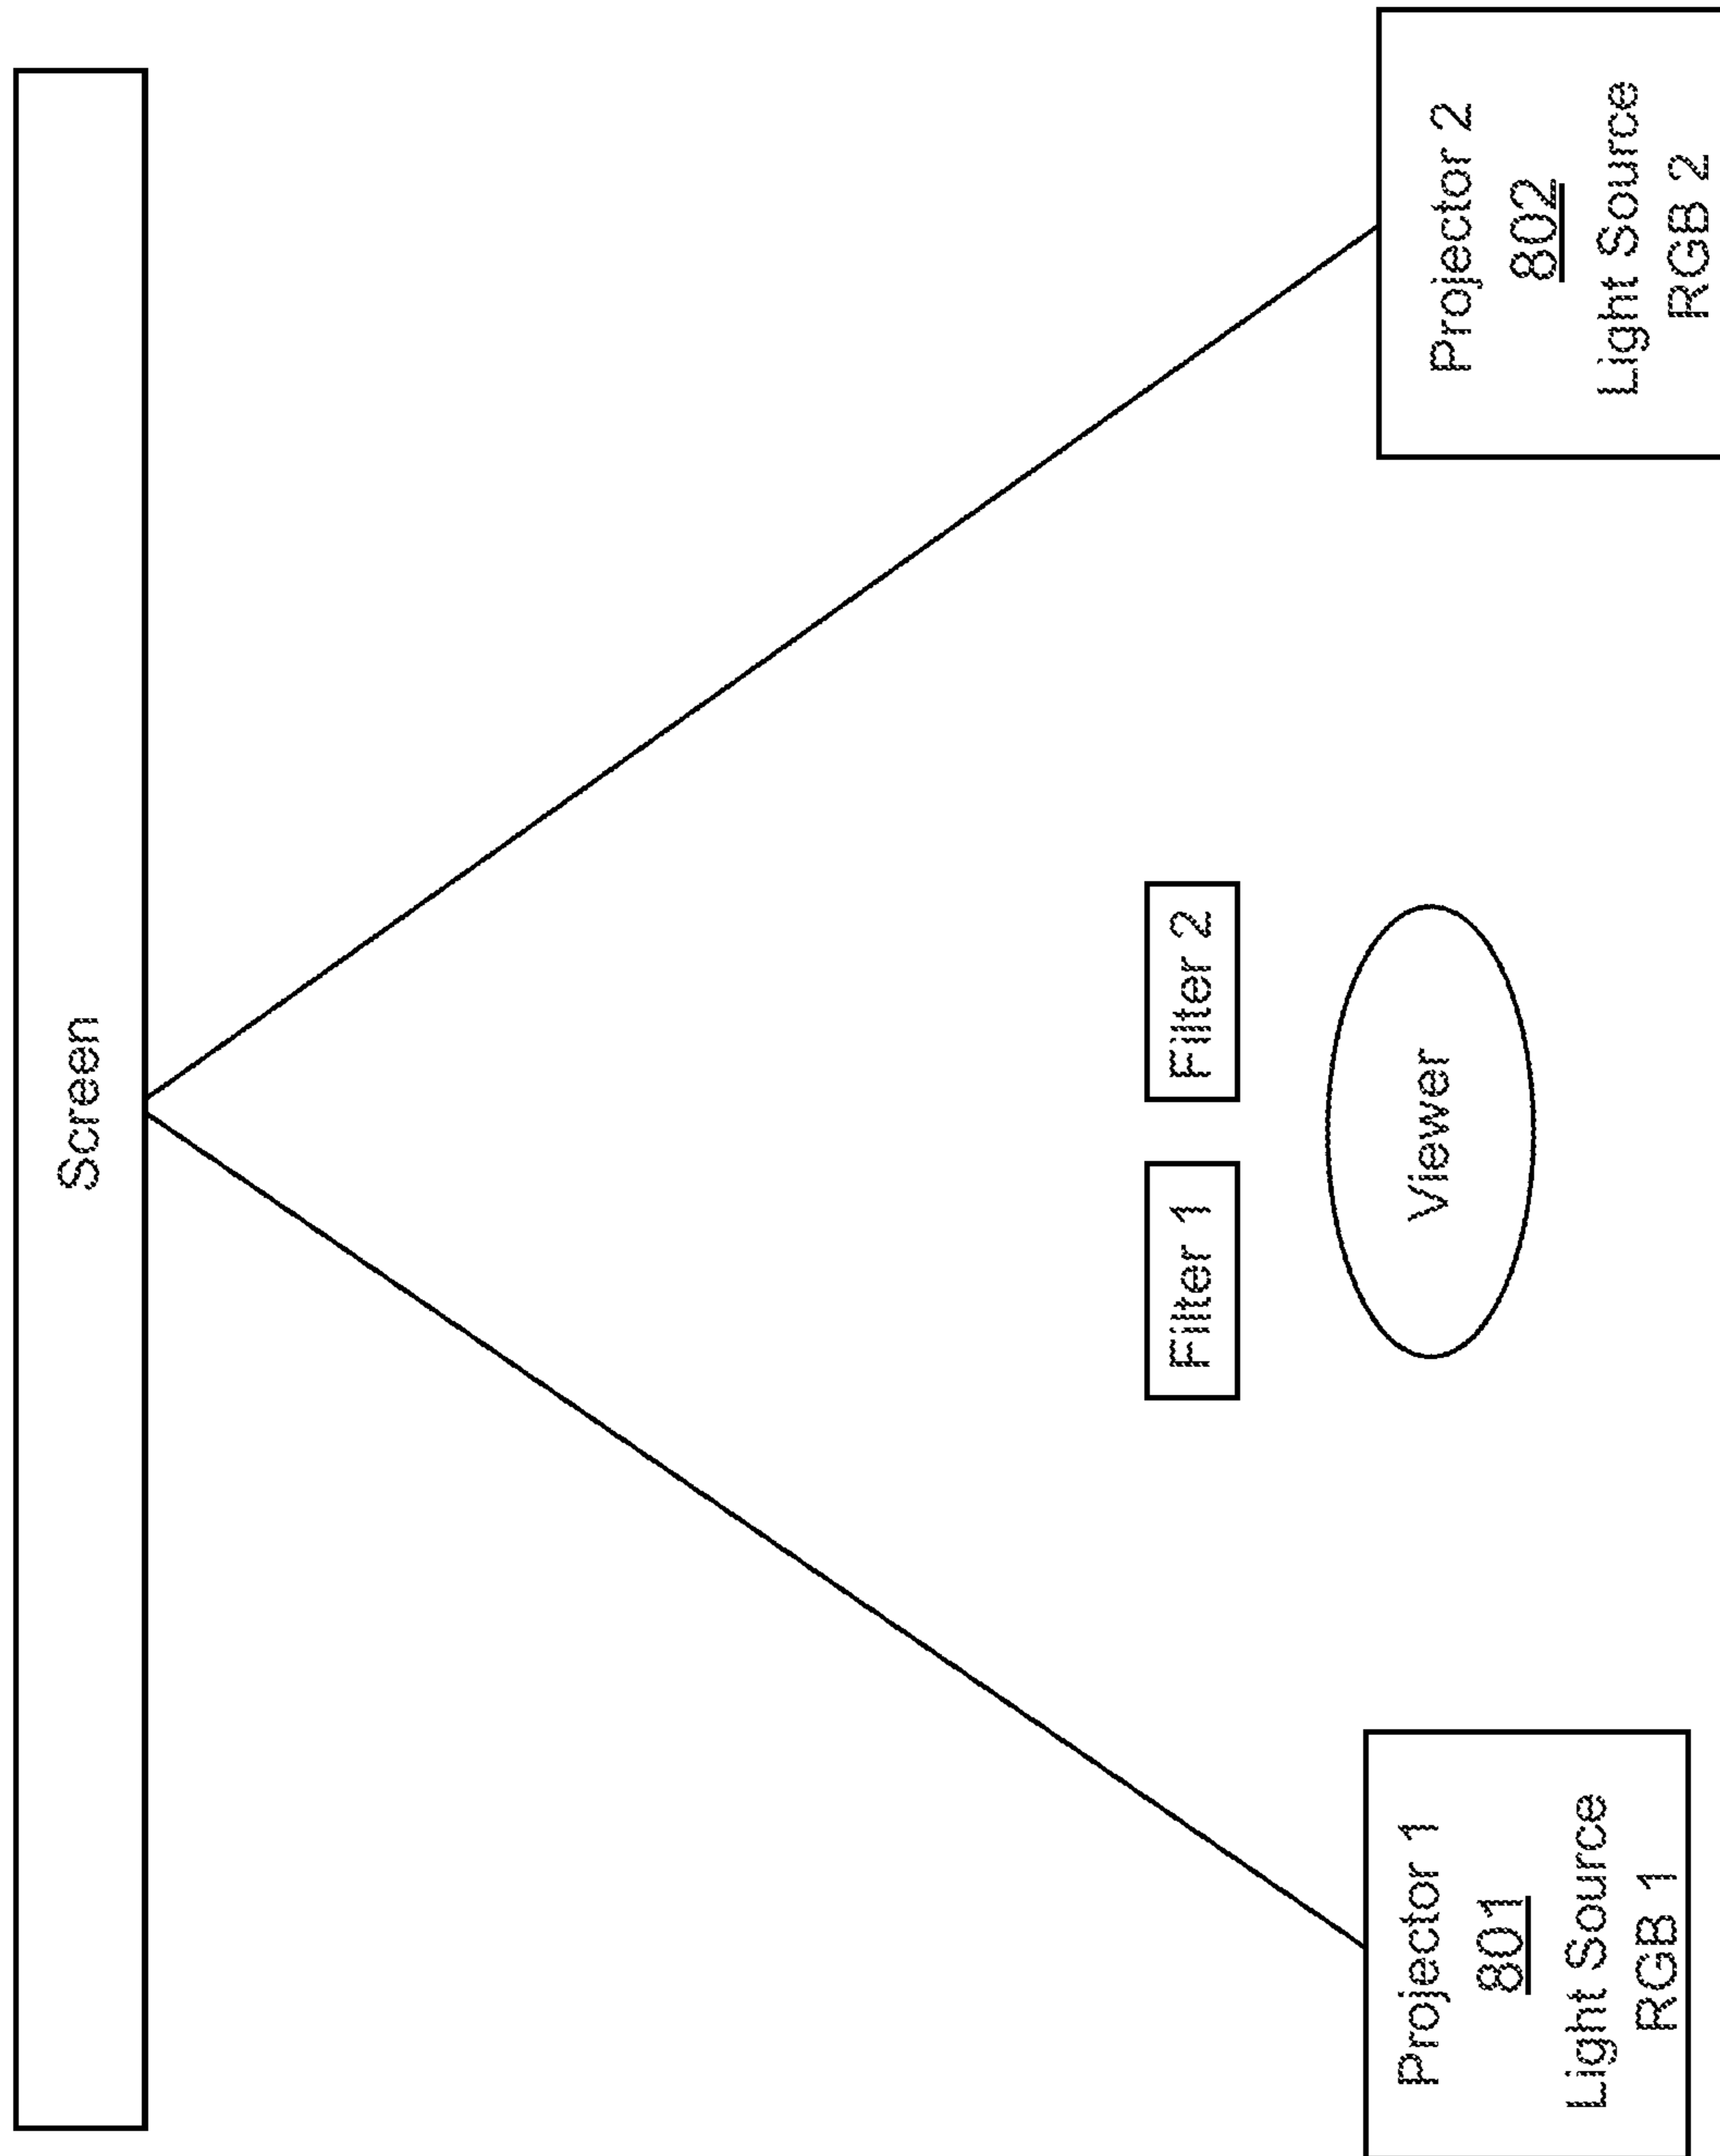 Screen
Filter 1
Filter 2
Viewer
Projector 1
801
Light Source
RGB 1
Projector 2
802
Light Source
RGB 2